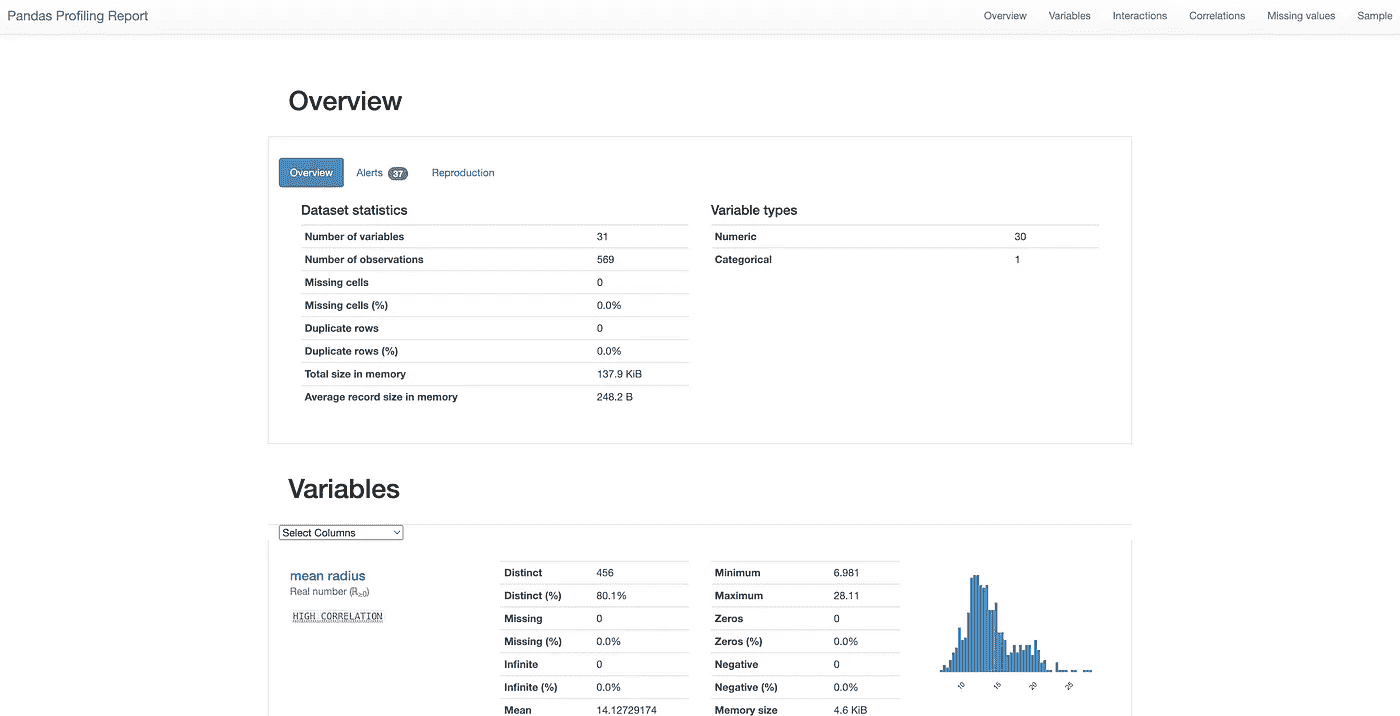 Pandas Profiling Report
Overview Variables Interactions Correlations Missing values Sample
Overview
Overview Alerts 37 Reproduction
Dataset statistics
Number of variables 31
Number of observations 569
Missing cells 0
Missing cells (%) 0.0%
Duplicate rows 0
Duplicate rows (%) 0.0%
Total size in memory 137.9 KiB
Average record size in memory 248.2 B
Variable types
Numeric 30
Categorical 1
Variables
Select Columns
mean radius
Real number (ℝ≥0)
HIGH CORRELATION
Distinct 456
Distinct (%) 80.1%
Missing 0
Missing (%) 0.0%
Infinite 0
Infinite (%) 0.0%
Mean 14.12729174
Minimum 6.981
Maximum 28.11
Zeros 0
Zeros (%) 0.0%
Negative 0
Negative (%) 0.0%
Memory size 4.6 KiB
10 15 20 25